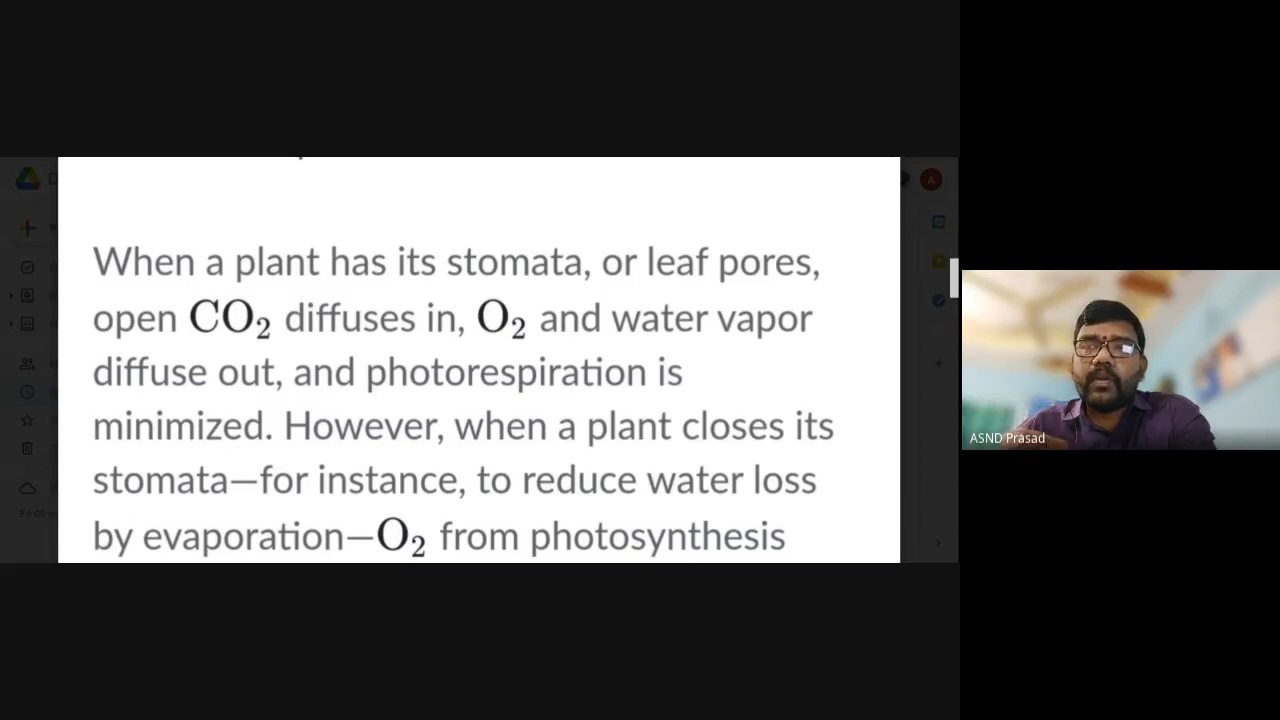 When a plant has its stomata, or leaf pores,
open CO₂ diffuses in, O₂ and water vapor
diffuse out, and photorespiration is
minimized. However, when a plant closes its
stomata—for instance, to reduce water loss
by evaporation—O₂ from photosynthesis
A
ASND Prasad